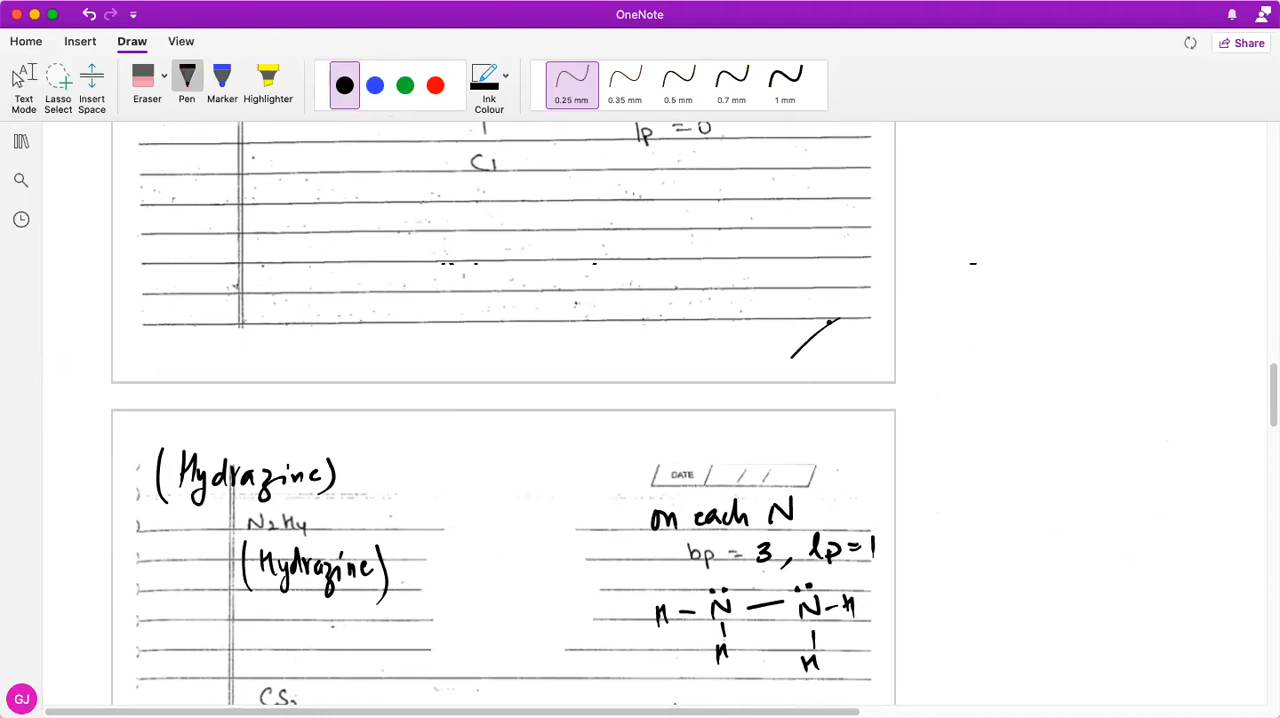 OneNote
Home Insert Draw View
Share
Text Mode
Lasso Select
Insert Space
Eraser
Pen
Marker
Highlighter
Ink Colour
0.25 mm
0.35 mm
0.5 mm
0.7 mm
1 mm
lp = 0
Cl
(Hydrazine)
DATE / /
on each N
N2H4
bp = 3, lp = 1
(Hydrazine)
H - N — N - H
H H
GJ